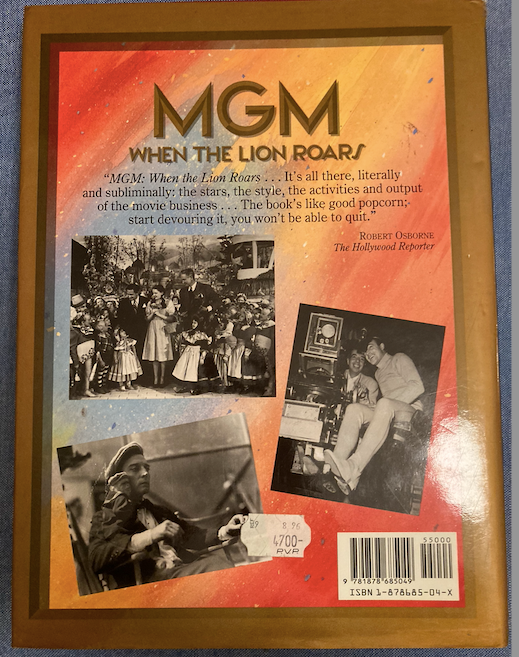 MGM
WHEN THE LION ROARS
“MGM: When the Lion Roars . . . It's all there, literally
and subliminally: the stars, the style, the activities and output
of the movie business . . . The book's like good popcorn;
start devouring it, you won't be able to quit.”
ROBERT OSBORNE
The Hollywood Reporter
89 8.96
4700-
RVR
55000
9 781878 685049
ISBN 1-878685-04-X